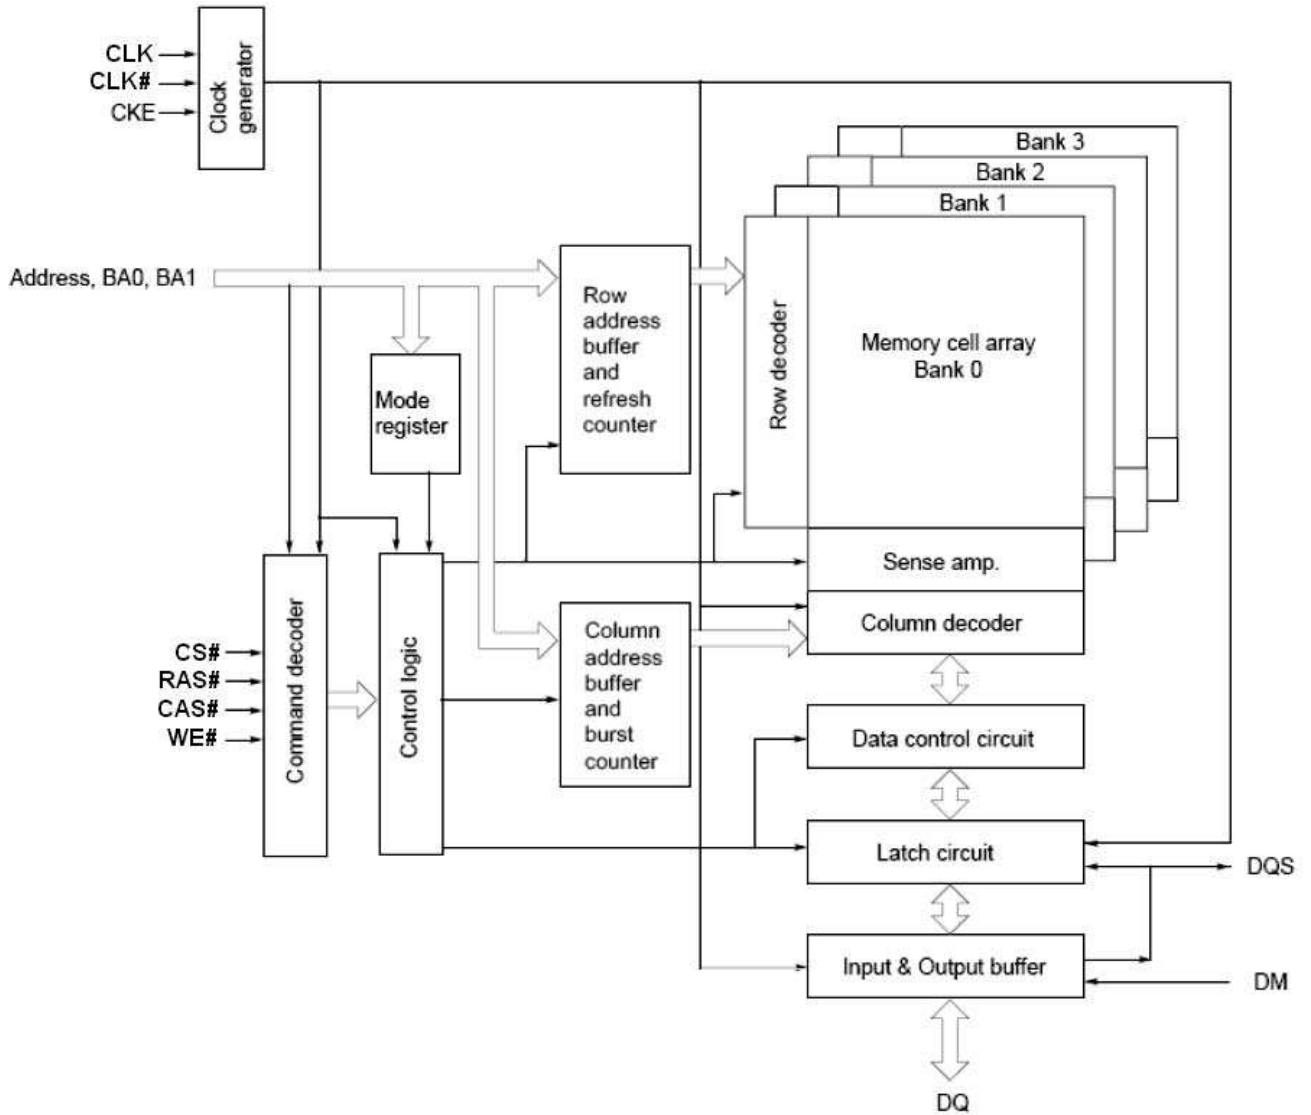 CLK
CLK#
CKE
Clock
generator
Bank 3
Bank 2
Bank 1
Address, BA0, BA1
Row
address
buffer
and
refresh
counter
Row decoder
Memory cell array
Bank 0
Mode
register
Sense amp.
Column decoder
CS#
RAS#
CAS#
WE#
Command decoder
Control logic
Column
address
buffer
and
burst
counter
Data control circuit
Latch circuit
DQS
Input & Output buffer
DM
DQ